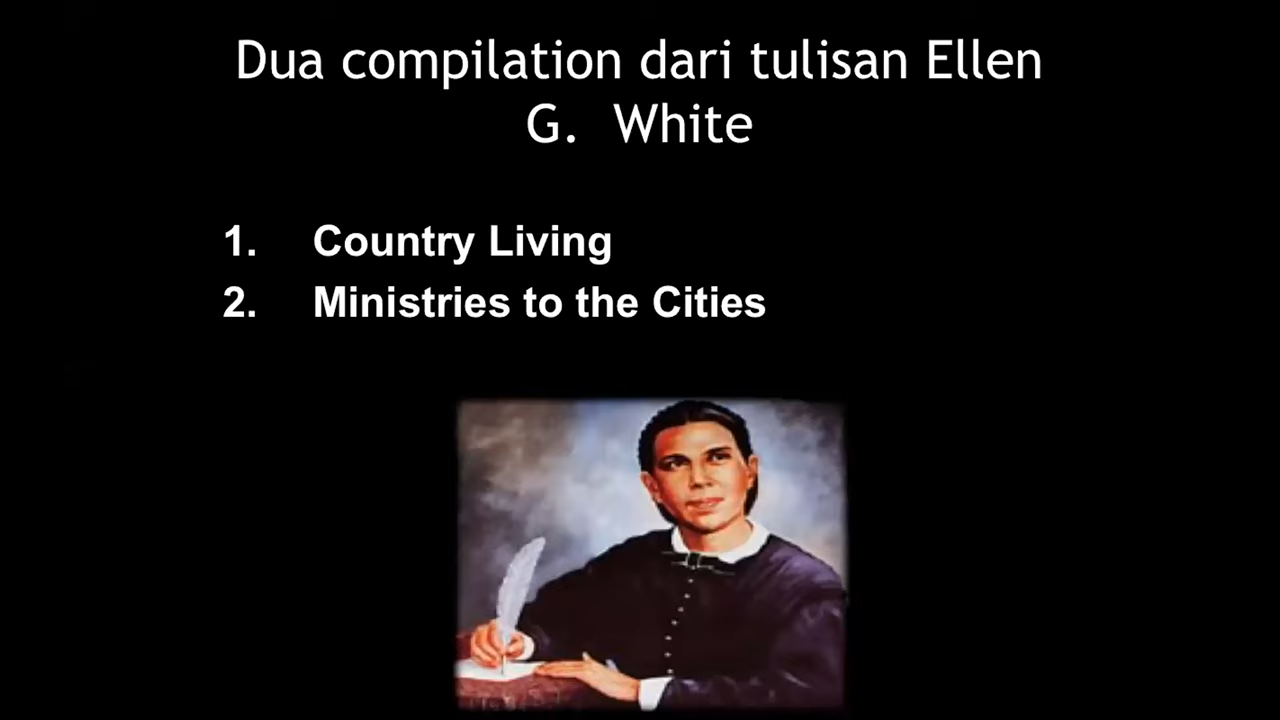 Dua compilation dari tulisan Ellen
G. White
1. Country Living
2. Ministries to the Cities